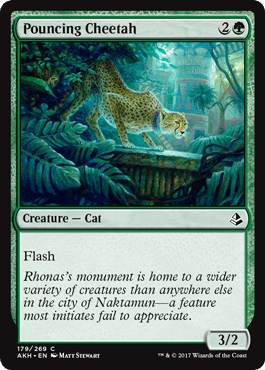 Pouncing Cheetah 2
Creature — Cat
Flash
Rhonas's monument is home to a wider
variety of creatures than anywhere else
in the city of Naktamun—a feature
most initiates fail to appreciate.
3/2
179/269 C
AKH • EN Matt Stewart
™ & © 2017 Wizards of the Coast